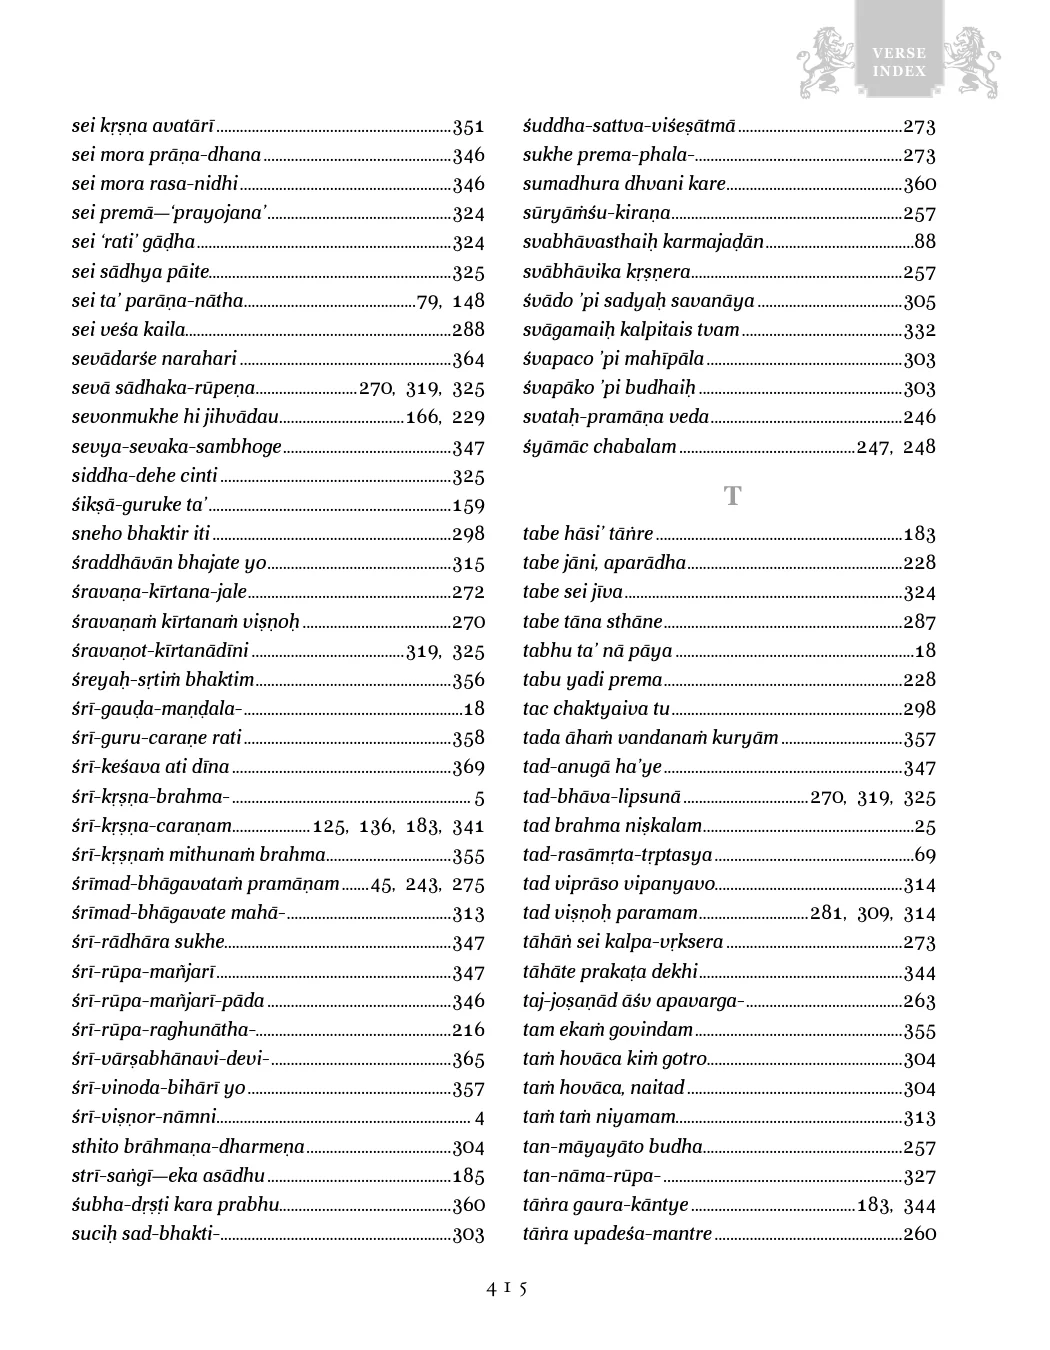 VERSE
INDEX
sei kṛṣṇa avatārī............................................................351
sei mora prāṇa-dhana................................................346
sei mora rasa-nidhi......................................................346
sei premā—‘prayojana’...............................................324
sei ‘rati’ gāḍha.................................................................324
sei sādhya pāite..............................................................325
sei ta’ parāṇa-nātha............................................79, 148
sei veśa kaila....................................................................288
sevādarśe narahari......................................................364
sevā sādhaka-rūpeṇa..........................270, 319, 325
sevonmukhe hi jihvādau................................166, 229
sevya-sevaka-sambhoge...........................................347
siddha-dehe cinti...........................................................325
śikṣā-guruke ta’..............................................................159
sneho bhaktir iti.............................................................298
śraddhāvān bhajate yo...............................................315
śravaṇa-kīrtana-jale....................................................272
śravaṇaṁ kīrtanaṁ viṣṇoḥ......................................270
śravaṇot-kīrtanādīni.......................................319, 325
śreyaḥ-sṛtiṁ bhaktim..................................................356
śrī-gauḍa-maṇḍala-........................................................18
śrī-guru-caraṇe rati.....................................................358
śrī-keśava ati dīna........................................................369
śrī-kṛṣṇa-brahma-............................................................. 5
śrī-kṛṣṇa-caraṇam....................125, 136, 183, 341
śrī-kṛṣṇaṁ mithunaṁ brahma................................355
śrīmad-bhāgavataṁ pramāṇam.......45, 243, 275
śrīmad-bhāgavate mahā-..........................................313
śrī-rādhāra sukhe..........................................................347
śrī-rūpa-mañjarī............................................................347
śrī-rūpa-mañjarī-pāda...............................................346
śrī-rūpa-raghunātha-..................................................216
śrī-vārṣabhānavi-devi-..............................................365
śrī-vinoda-bihārī yo....................................................357
śrī-viṣṇor-nāmni................................................................. 4
sthito brāhmaṇa-dharmeṇa.....................................304
strī-saṅgī—eka asādhu...............................................185
śubha-dṛṣṭi kara prabhu............................................360
suciḥ sad-bhakti-...........................................................303
śuddha-sattva-viśeṣātmā..........................................273
sukhe prema-phala-.....................................................273
sumadhura dhvani kare.............................................360
sūryāṁśu-kiraṇa...........................................................257
svabhāvasthaiḥ karmajaḍān......................................88
svābhāvika kṛṣṇera......................................................257
śvādo ’pi sadyaḥ savanāya.....................................305
svāgamaiḥ kalpitais tvam.........................................332
śvapaco ’pi mahīpāla..................................................303
śvapāko ’pi budhaiḥ....................................................303
svataḥ-pramāṇa veda.................................................246
śyāmāc chabalam.............................................247, 248
T
tabe hāsi’ tāṅre...............................................................183
tabe jāni, aparādha.......................................................228
tabe sei jīva.......................................................................324
tabe tāna sthāne.............................................................287
tabhu ta’ nā pāya.............................................................18
tabu yadi prema.............................................................228
tac chaktyaiva tu...........................................................298
tada āhaṁ vandanaṁ kuryām...............................357
tad-anugā ha’ye.............................................................347
tad-bhāva-lipsunā................................270, 319, 325
tad brahma niṣkalam......................................................25
tad-rasāmṛta-tṛptasya...................................................69
tad viprāso vipanyavo................................................314
tad viṣṇoḥ paramam............................281, 309, 314
tāhāṅ sei kalpa-vṛksera.............................................273
tāhāte prakaṭa dekhi....................................................344
taj-joṣaṇād āśv apavarga-........................................263
tam ekaṁ govindam.....................................................355
taṁ hovāca kiṁ gotro..................................................304
taṁ hovāca, naitad.......................................................304
taṁ taṁ niyamam..........................................................313
tan-māyayāto budha...................................................257
tan-nāma-rūpa-.............................................................327
tāṅra gaura-kāntye..........................................183, 344
tāṅra upadeśa-mantre................................................260
415